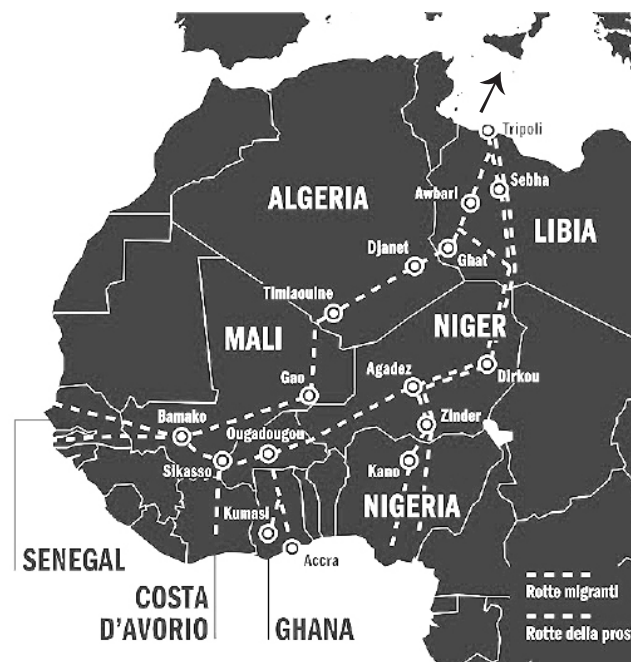 Tripoli
Sebha
Awbari
ALGERIA
LIBIA
Djanet
Ghat
Timiaouine
NIGER
MALI
Agadez
Dirkou
Gao
Zinder
Bamako
Ougadougou
Sikasso
Kano
NIGERIA
Kumasi
Accra
SENEGAL
COSTA
D'AVORIO
GHANA
Rotte migranti
Rotte della pros